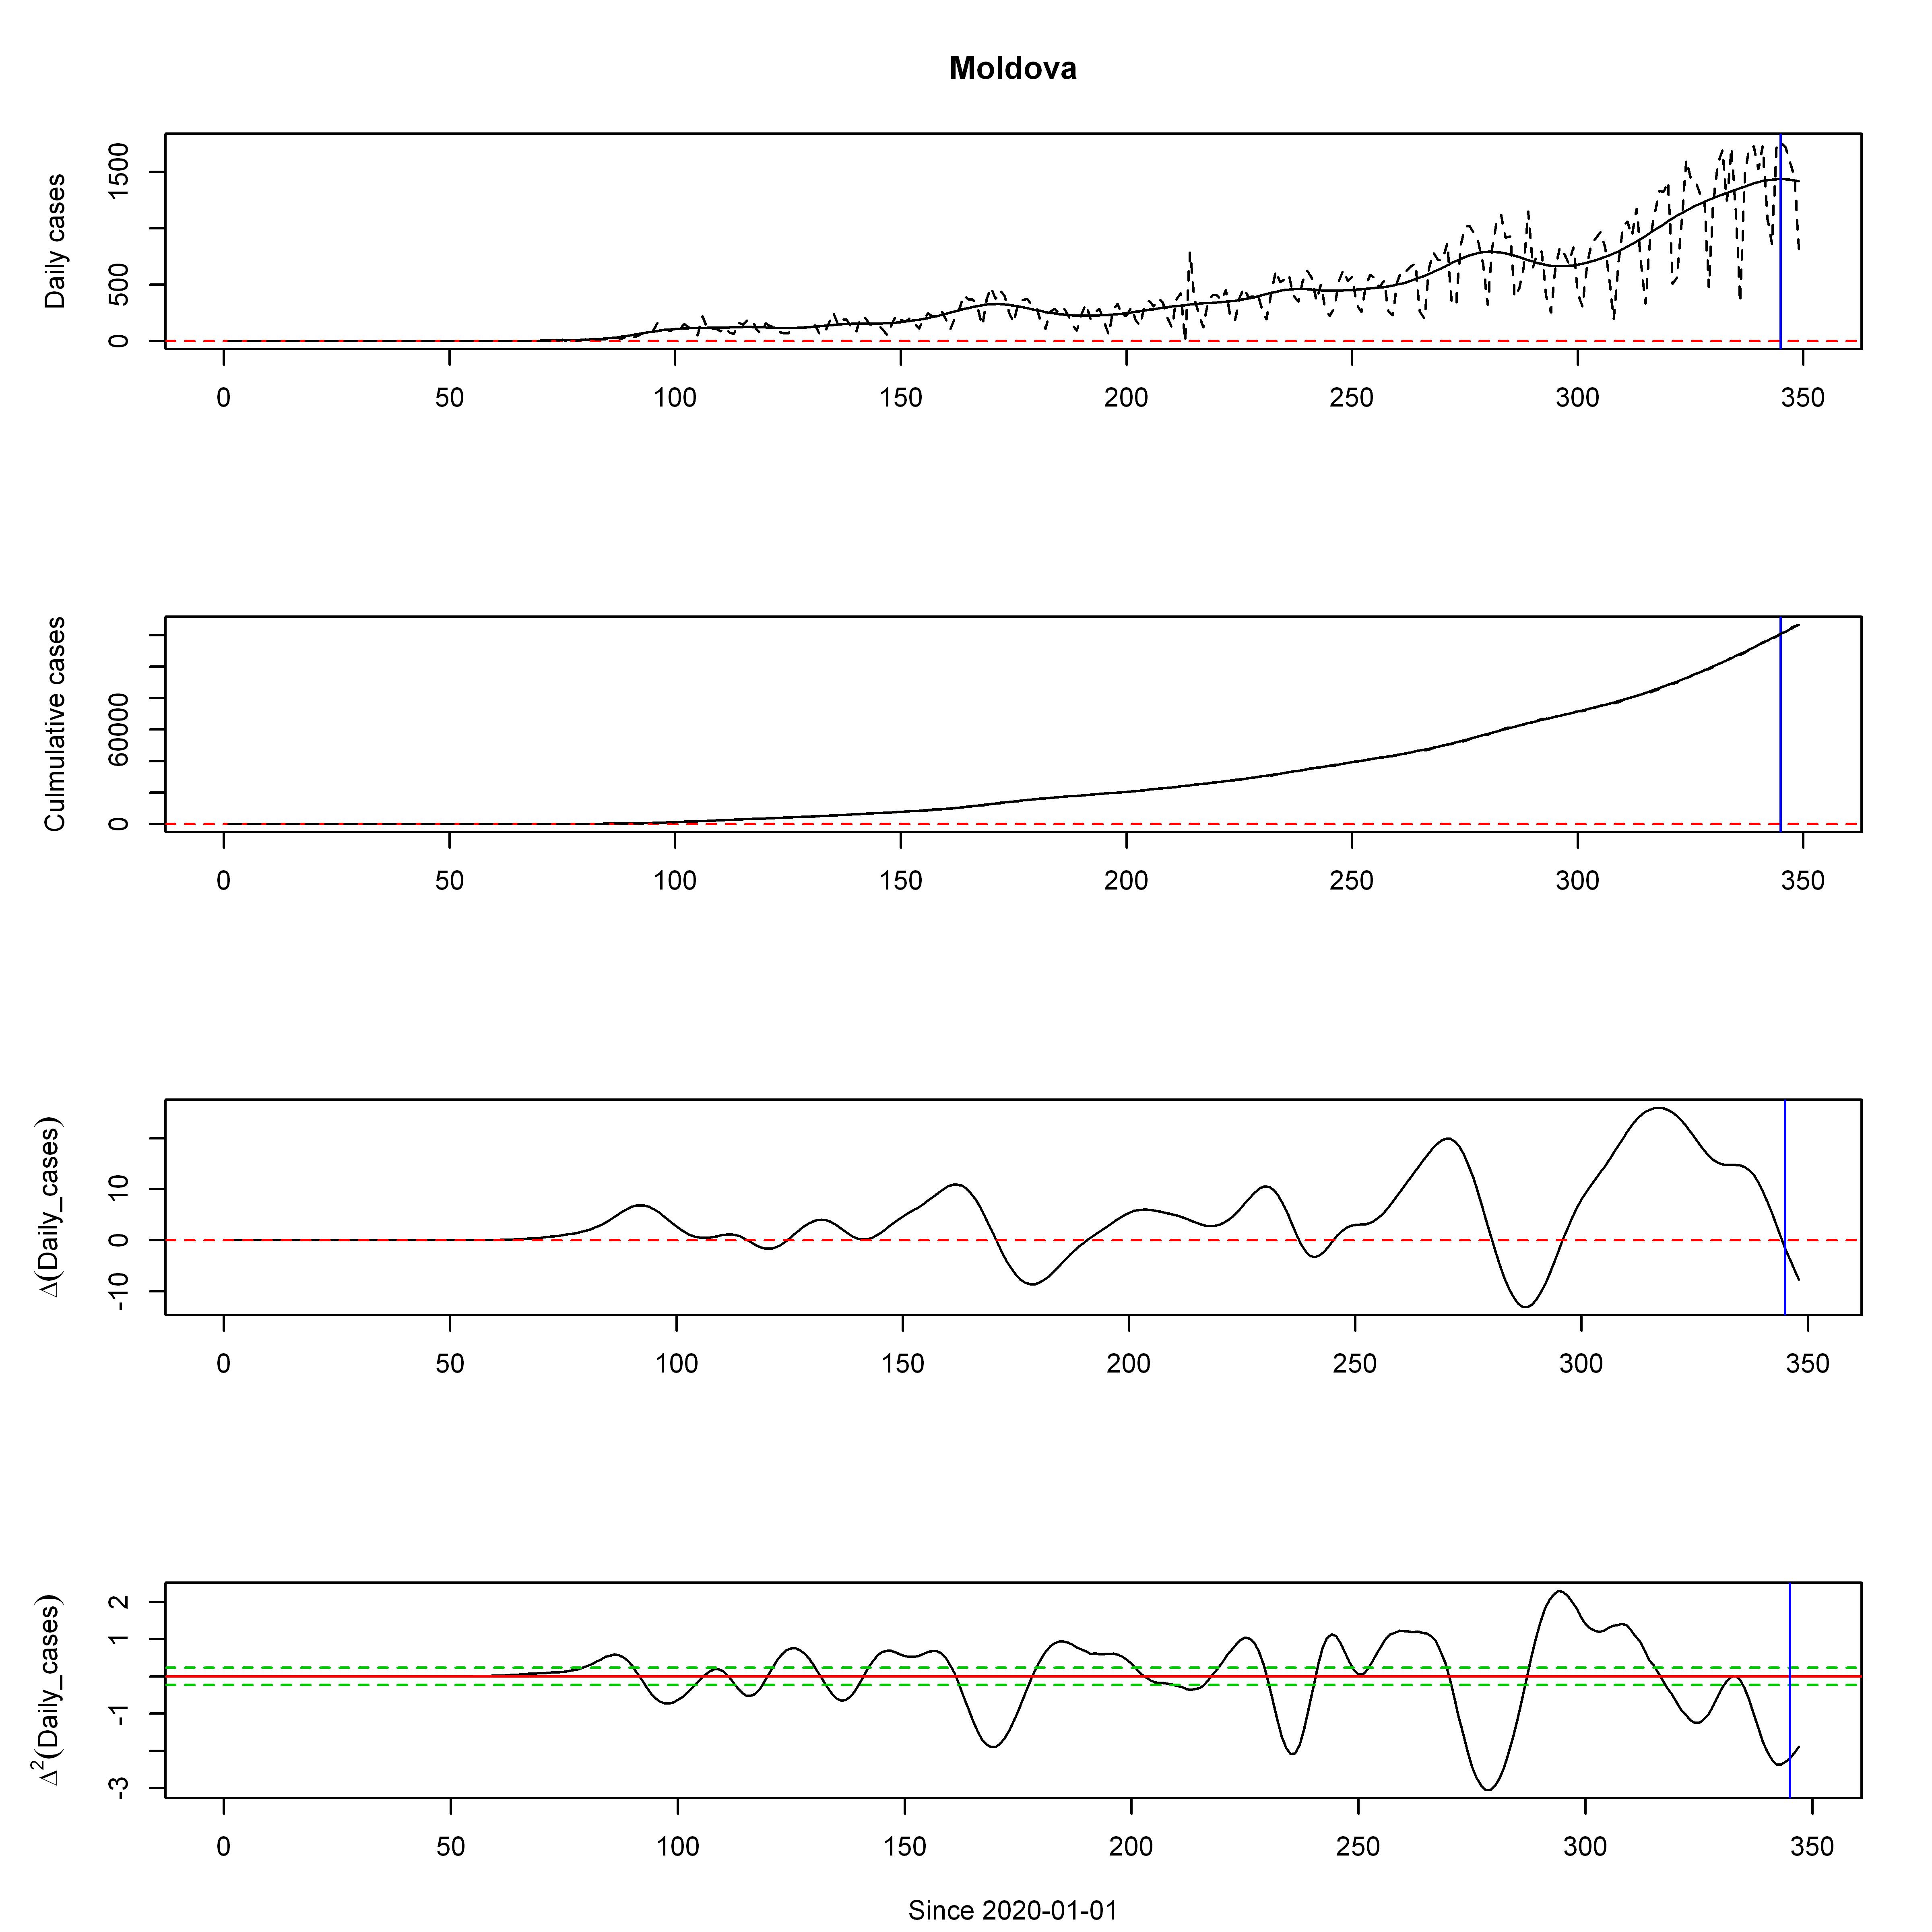 Moldova
Daily cases
0 500 1500
0 50 100 150 200 250 300 350
Culmulative cases
0 60000
0 50 100 150 200 250 300 350
Δ(Daily_cases)
-10 0 10
0 50 100 150 200 250 300 350
Δ²(Daily_cases)
-3 -1 1 2
0 50 100 150 200 250 300 350
Since 2020-01-01